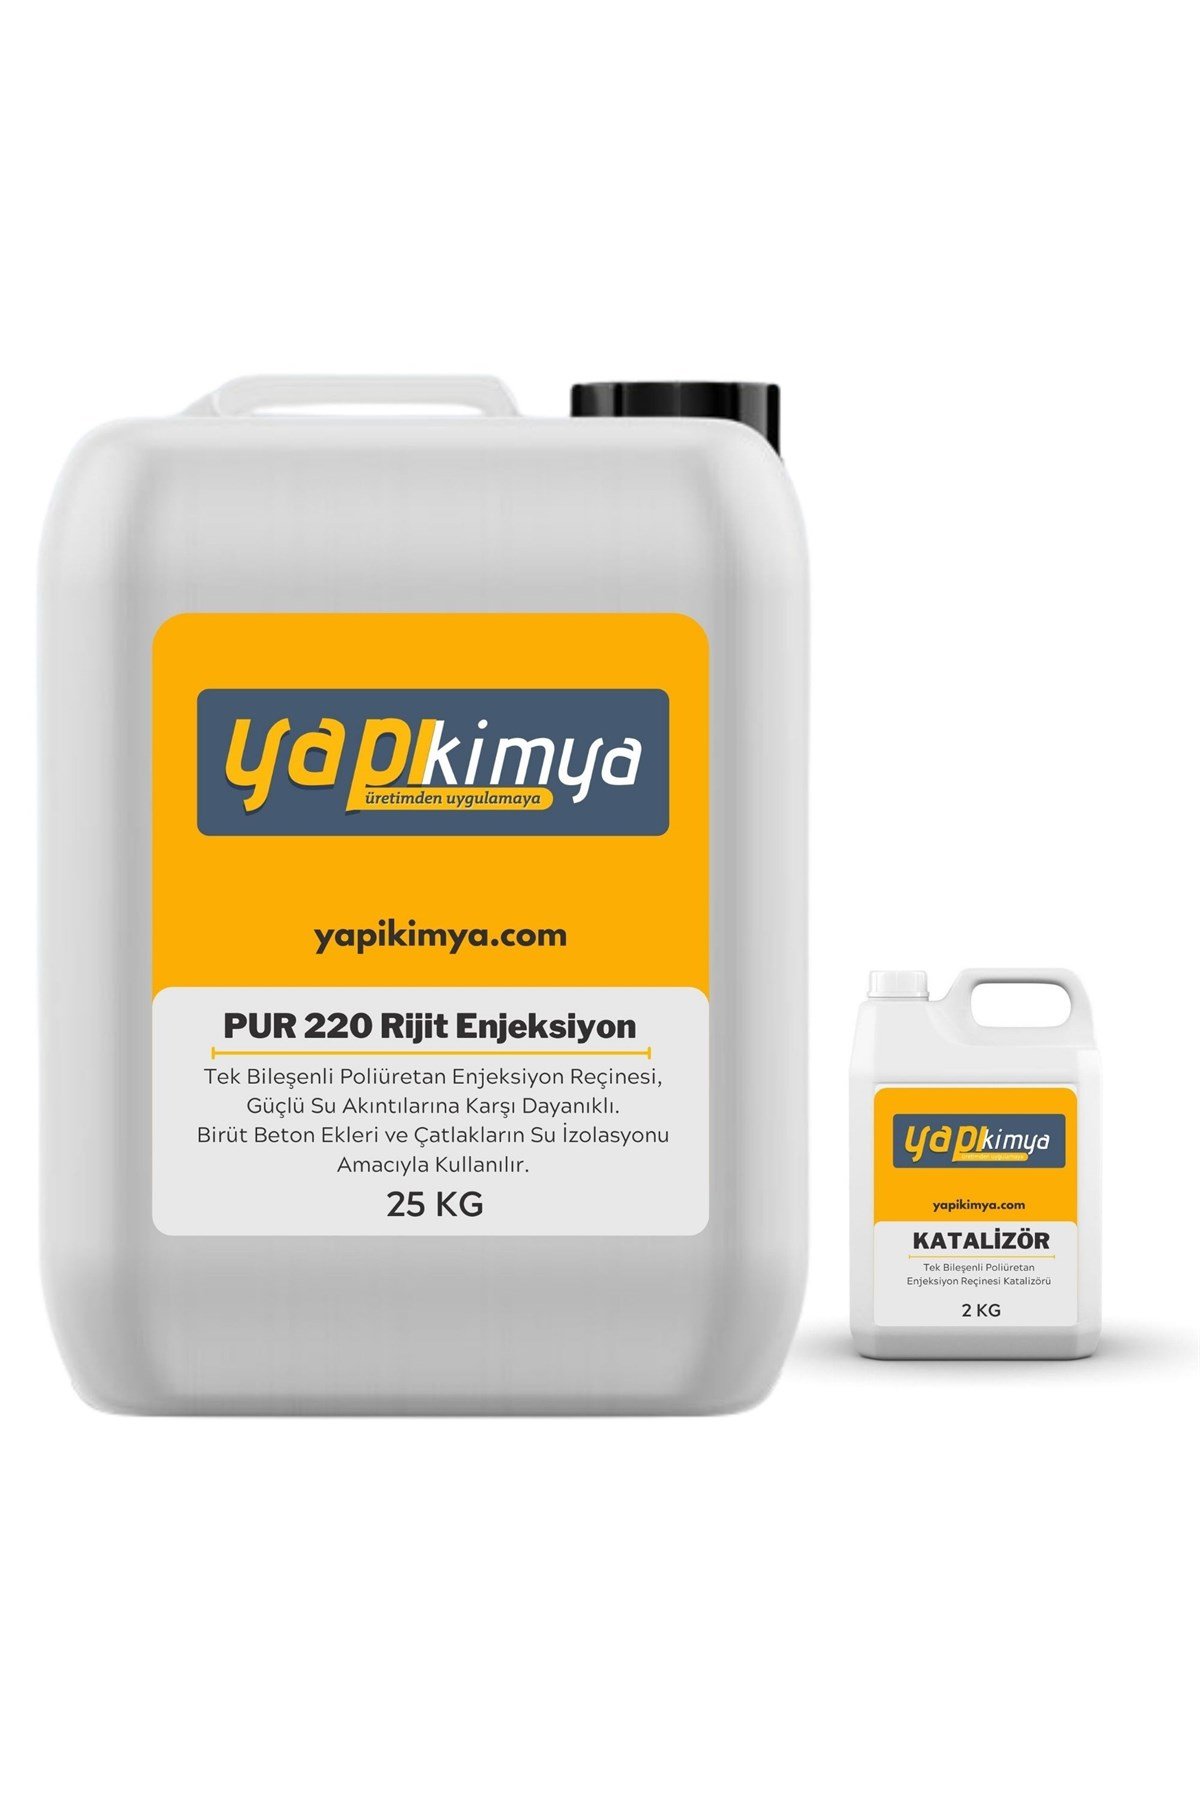 yapıkimya
üretimden uygulamaya
yapikimya.com
PUR 220 Rijit Enjeksiyon
Tek Bileşenli Poliüretan Enjeksiyon Reçinesi,
Güçlü Su Akıntılarına Karşı Dayanıklı.
Birüt Beton Ekleri ve Çatlakların Su İzolasyonu
Amacıyla Kullanılır.
25 KG
yapıkimya
üretimden uygulamaya
yapikimya.com
KATALİZÖR
Tek Bileşenli Poliüretan
Enjeksiyon Reçinesi Katalizörü
2 KG